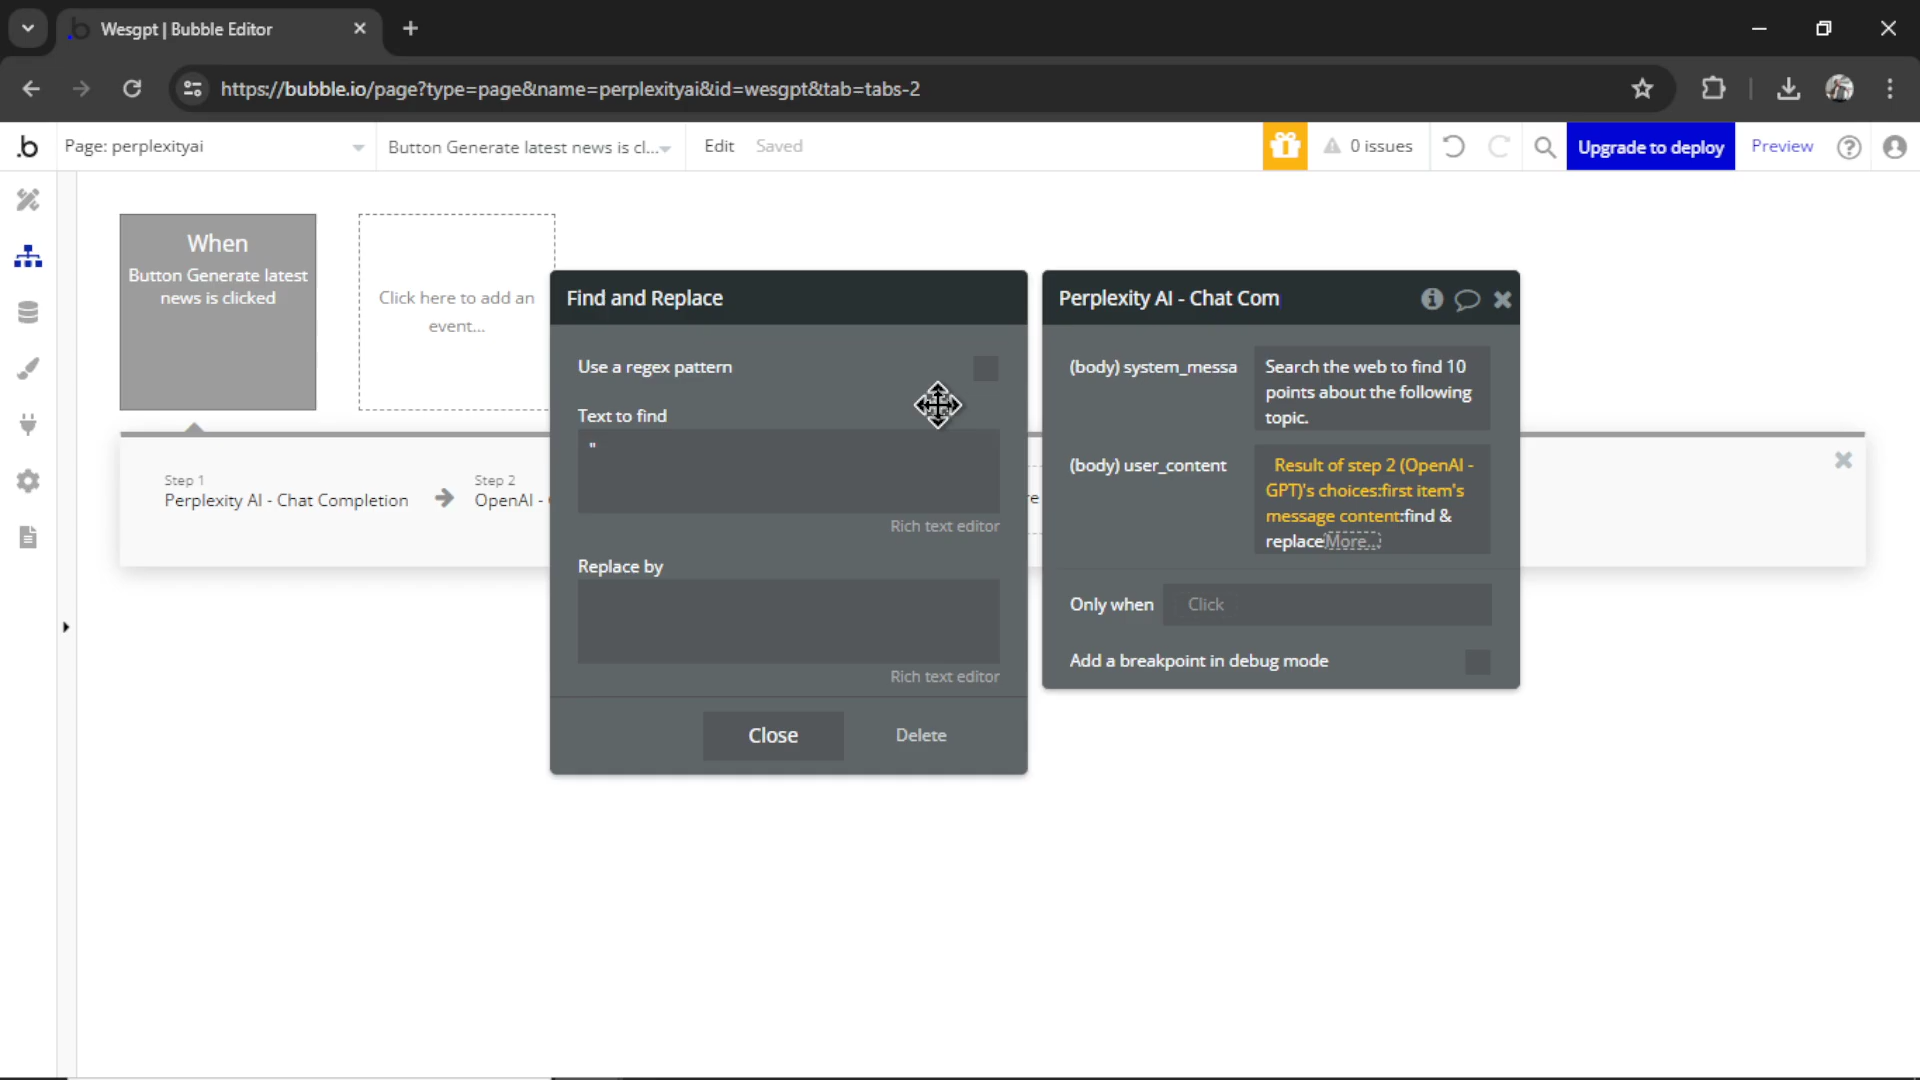 Wesgpt | Bubble Editor
https://bubble.io/page?type=page&name=perplexityai&id=wesgpt&tab=tabs-2
.b
Page: perplexityai
Button Generate latest news is cl...
Edit
Saved
0 issues
Upgrade to deploy
Preview
When
Button Generate latest
news is clicked
Click here to add an
event...
Step 1
Perplexity AI - Chat Completion
Step 2
OpenAI -
Find and Replace
Use a regex pattern
Text to find
"
Rich text editor
Replace by
Rich text editor
Close
Delete
Perplexity AI - Chat Com
(body) system_messa
Search the web to find 10
points about the following
topic.
(body) user_content
Result of step 2 (OpenAI -
GPT)'s choices:first item's
message content:find &
replace More...
Only when
Click
Add a breakpoint in debug mode